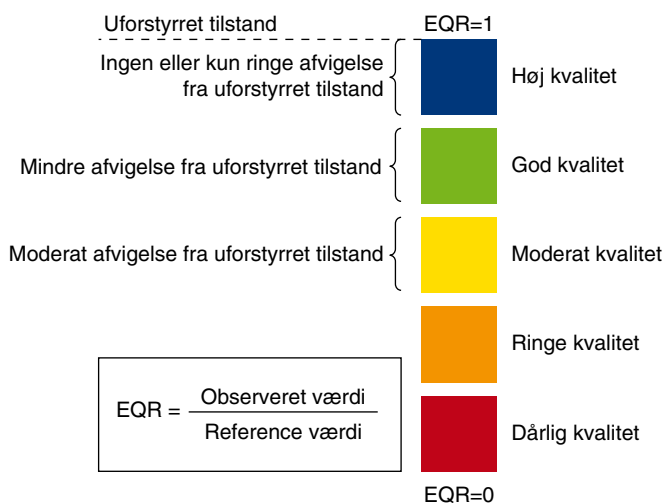 Uforstyrret tilstand
EQR=1
Ingen eller kun ringe afvigelse
fra uforstyrret tilstand
Høj kvalitet
Mindre afvigelse fra uforstyrret tilstand
God kvalitet
Moderat afvigelse fra uforstyrret tilstand
Moderat kvalitet
Ringe kvalitet
EQR = Observeret værdi
Reference værdi
Dårlig kvalitet
EQR=0